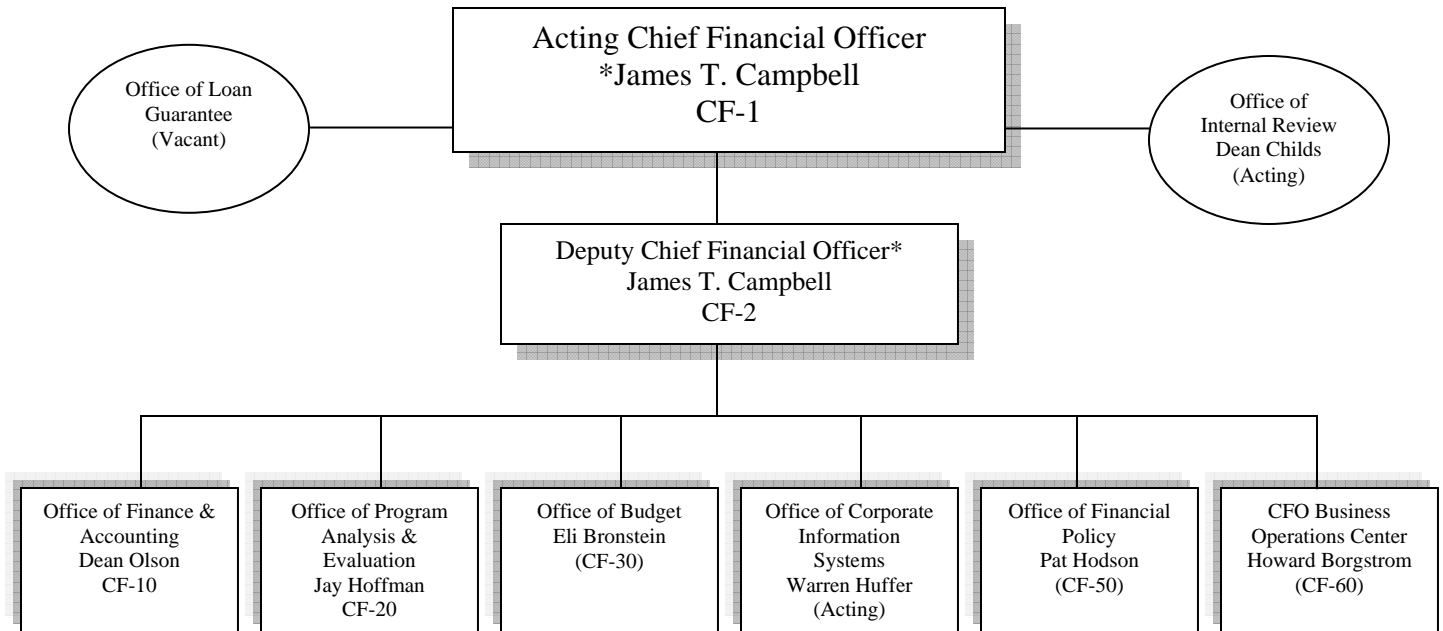 Acting Chief Financial Officer
*James T. Campbell
CF-1
Office of Loan
Guarantee
(Vacant)
Office of
Internal Review
Dean Childs
(Acting)
Deputy Chief Financial Officer*
James T. Campbell
CF-2
Office of Finance &
Accounting
Dean Olson
CF-10
Office of Program
Analysis &
Evaluation
Jay Hoffman
CF-20
Office of Budget
Eli Bronstein
(CF-30)
Office of Corporate
Information
Systems
Warren Huffer
(Acting)
Office of Financial
Policy
Pat Hodson
(CF-50)
CFO Business
Operations Center
Howard Borgstrom
(CF-60)